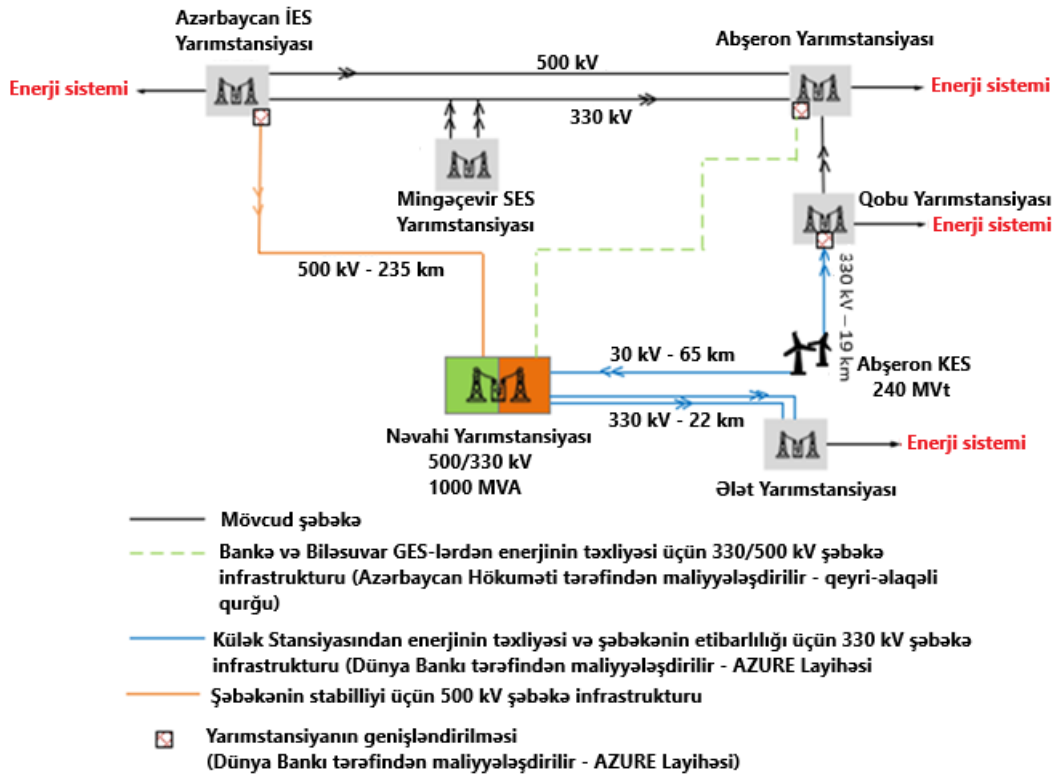 Azərbaycan İES
Yarımstansiyası
Abşeron Yarımstansiyası
500 kV
Enerji sistemi
Enerji sistemi
330 kV
Mingəçevir SES
Yarımstansiyası
Qobu Yarımstansiyası
Enerji sistemi
500 kV - 235 km
330 kV – 19 km
30 kV - 65 km
Abşeron KES
240 MVt
330 kV - 22 km
Nəvahi Yarımstansiyası
500/330 kV
1000 MVA
Enerji sistemi
Ələt Yarımstansiyası
Mövcud şəbəkə
Bankə və Biləsuvar GES-lərdən enerjinin təxliyəsi üçün 330/500 kV şəbəkə
infrastrukturu (Azərbaycan Hökuməti tərəfindən maliyyələşdirilir - qeyri-əlaqəli
qurğu)
Külək Stansiyasından enerjinin təxliyəsi və şəbəkənin etibarlılığı üçün 330 kV şəbəkə
infrastrukturu (Dünya Bankı tərəfindən maliyyələşdirilir - AZURE Layihəsi
Şəbəkənin stabilliyi üçün 500 kV şəbəkə infrastrukturu
Yarımstansiyanın genişləndirilməsi
(Dünya Bankı tərəfindən maliyyələşdirilir - AZURE Layihəsi)